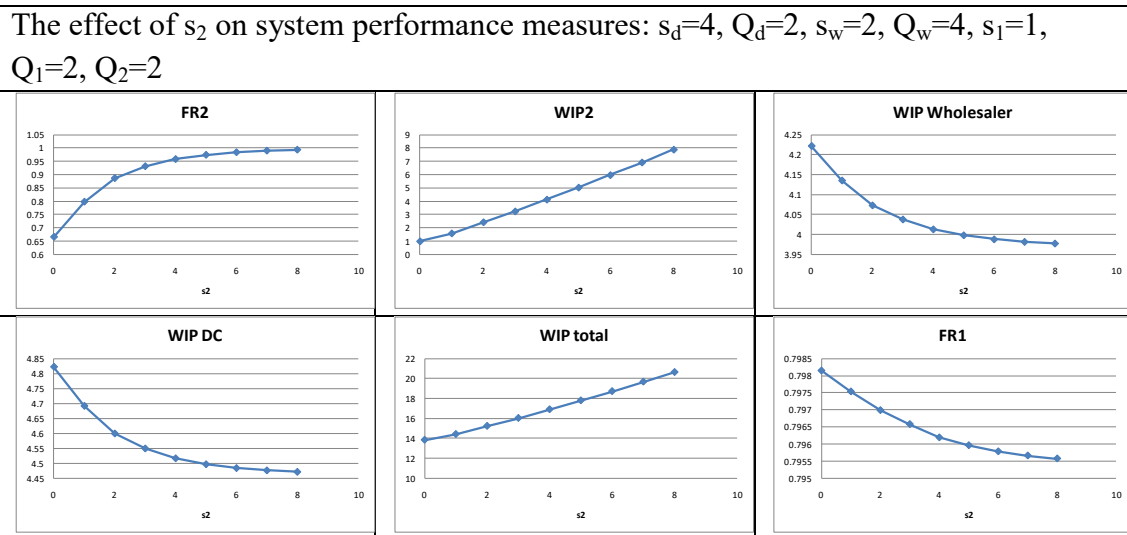 The effect of s₂ on system performance measures: s_d=4, Q_d=2, s_w=2, Q_w=4, s₁=1,
Q₁=2, Q₂=2
FR2
1.05
1
0.95
0.9
0.85
0.8
0.75
0.7
0.65
0.6
0 2 4 6 8 10
s2
WIP2
9
8
7
6
5
4
3
2
1
0
0 2 4 6 8 10
s2
WIP Wholesaler
4.25
4.2
4.15
4.1
4.05
4
3.95
0 2 4 6 8 10
s2
WIP DC
4.85
4.8
4.75
4.7
4.65
4.6
4.55
4.5
4.45
0 2 4 6 8 10
s2
WIP total
22
20
18
16
14
12
10
0 2 4 6 8 10
s2
FR1
0.7985
0.798
0.7975
0.797
0.7965
0.796
0.7955
0.795
0 2 4 6 8 10
s2